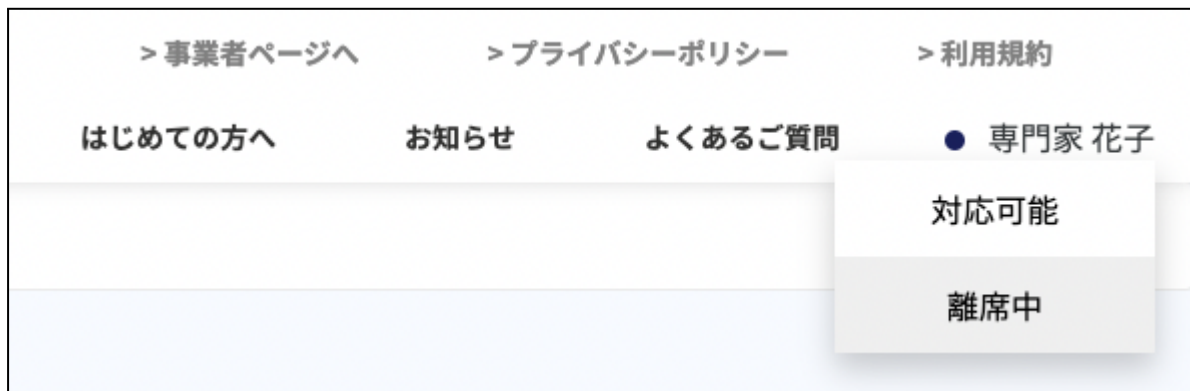 > 事業者ページへ > プライバシーポリシー > 利用規約
はじめての方へ お知らせ よくあるご質問 ● 専門家 花子
対応可能
離席中